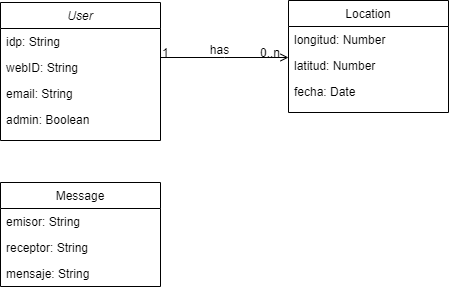 User
idp: String
webID: String
email: String
admin: Boolean
1
has
0..n
Location
longitud: Number
latitud: Number
fecha: Date
Message
emisor: String
receptor: String
mensaje: String